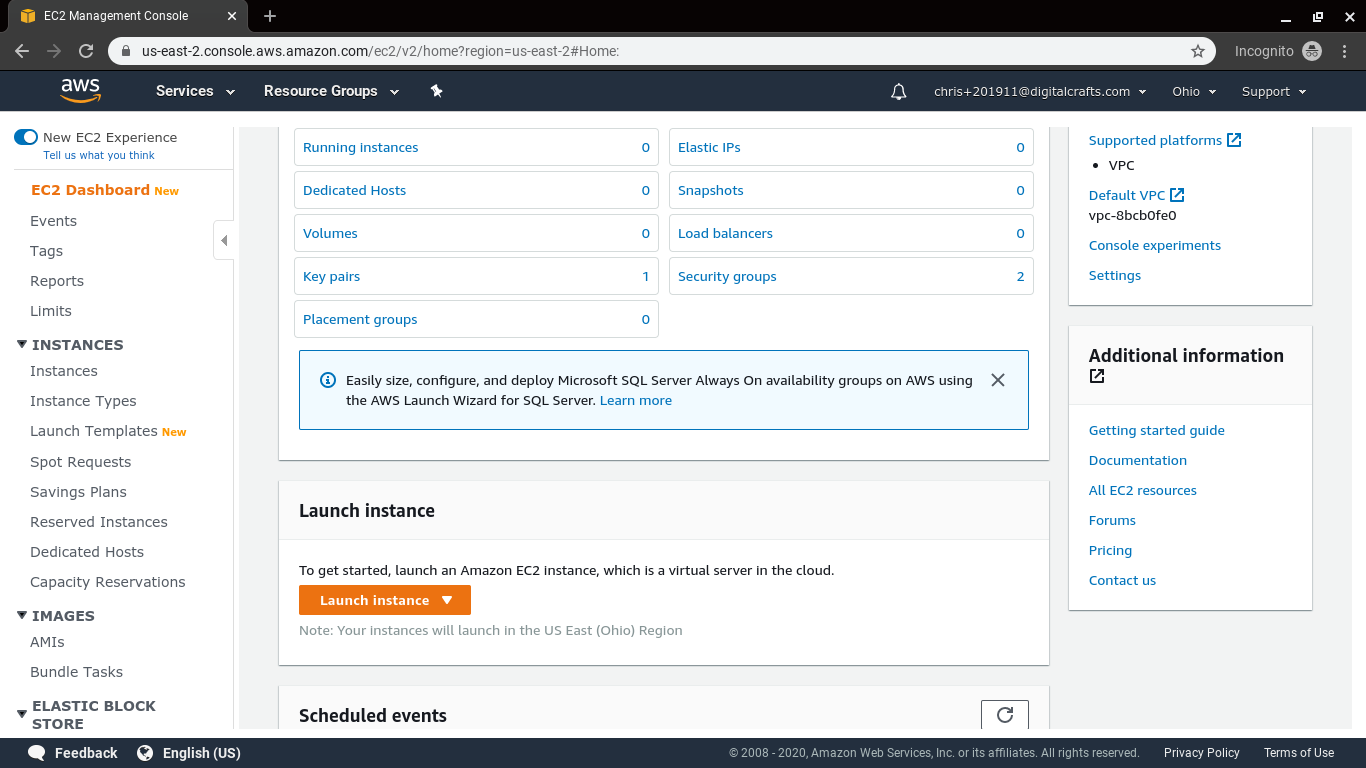 EC2 Management Console
us-east-2.console.aws.amazon.com/ec2/v2/home?region=us-east-2#Home:
Incognito
aws
Services
Resource Groups
chris+201911@digitalcrafts.com
Ohio
Support
New EC2 Experience
Tell us what you think
EC2 Dashboard New
Events
Tags
Reports
Limits
INSTANCES
Instances
Instance Types
Launch Templates New
Spot Requests
Savings Plans
Reserved Instances
Dedicated Hosts
Capacity Reservations
IMAGES
AMIs
Bundle Tasks
ELASTIC BLOCK
STORE
Running instances 0
Elastic IPs 0
Dedicated Hosts 0
Snapshots 0
Volumes 0
Load balancers 0
Key pairs 1
Security groups 2
Placement groups 0
Easily size, configure, and deploy Microsoft SQL Server Always On availability groups on AWS using
the AWS Launch Wizard for SQL Server. Learn more
Launch instance
To get started, launch an Amazon EC2 instance, which is a virtual server in the cloud.
Launch instance
Note: Your instances will launch in the US East (Ohio) Region
Scheduled events
Supported platforms
• VPC
Default VPC
vpc-8bcb0fe0
Console experiments
Settings
Additional information
Getting started guide
Documentation
All EC2 resources
Forums
Pricing
Contact us
Feedback
English (US)
© 2008 - 2020, Amazon Web Services, Inc. or its affiliates. All rights reserved.
Privacy Policy
Terms of Use